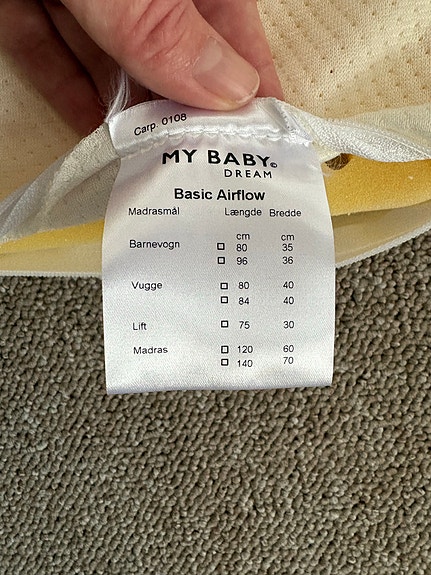 Carp. 0108
MY BABY©
DREAM
Basic Airflow
Madrasmål Længde Bredde
cm cm
Barnevogn □ 80 35
□ 96 36
Vugge □ 80 40
□ 84 40
Lift □ 75 30
Madras □ 120 60
□ 140 70